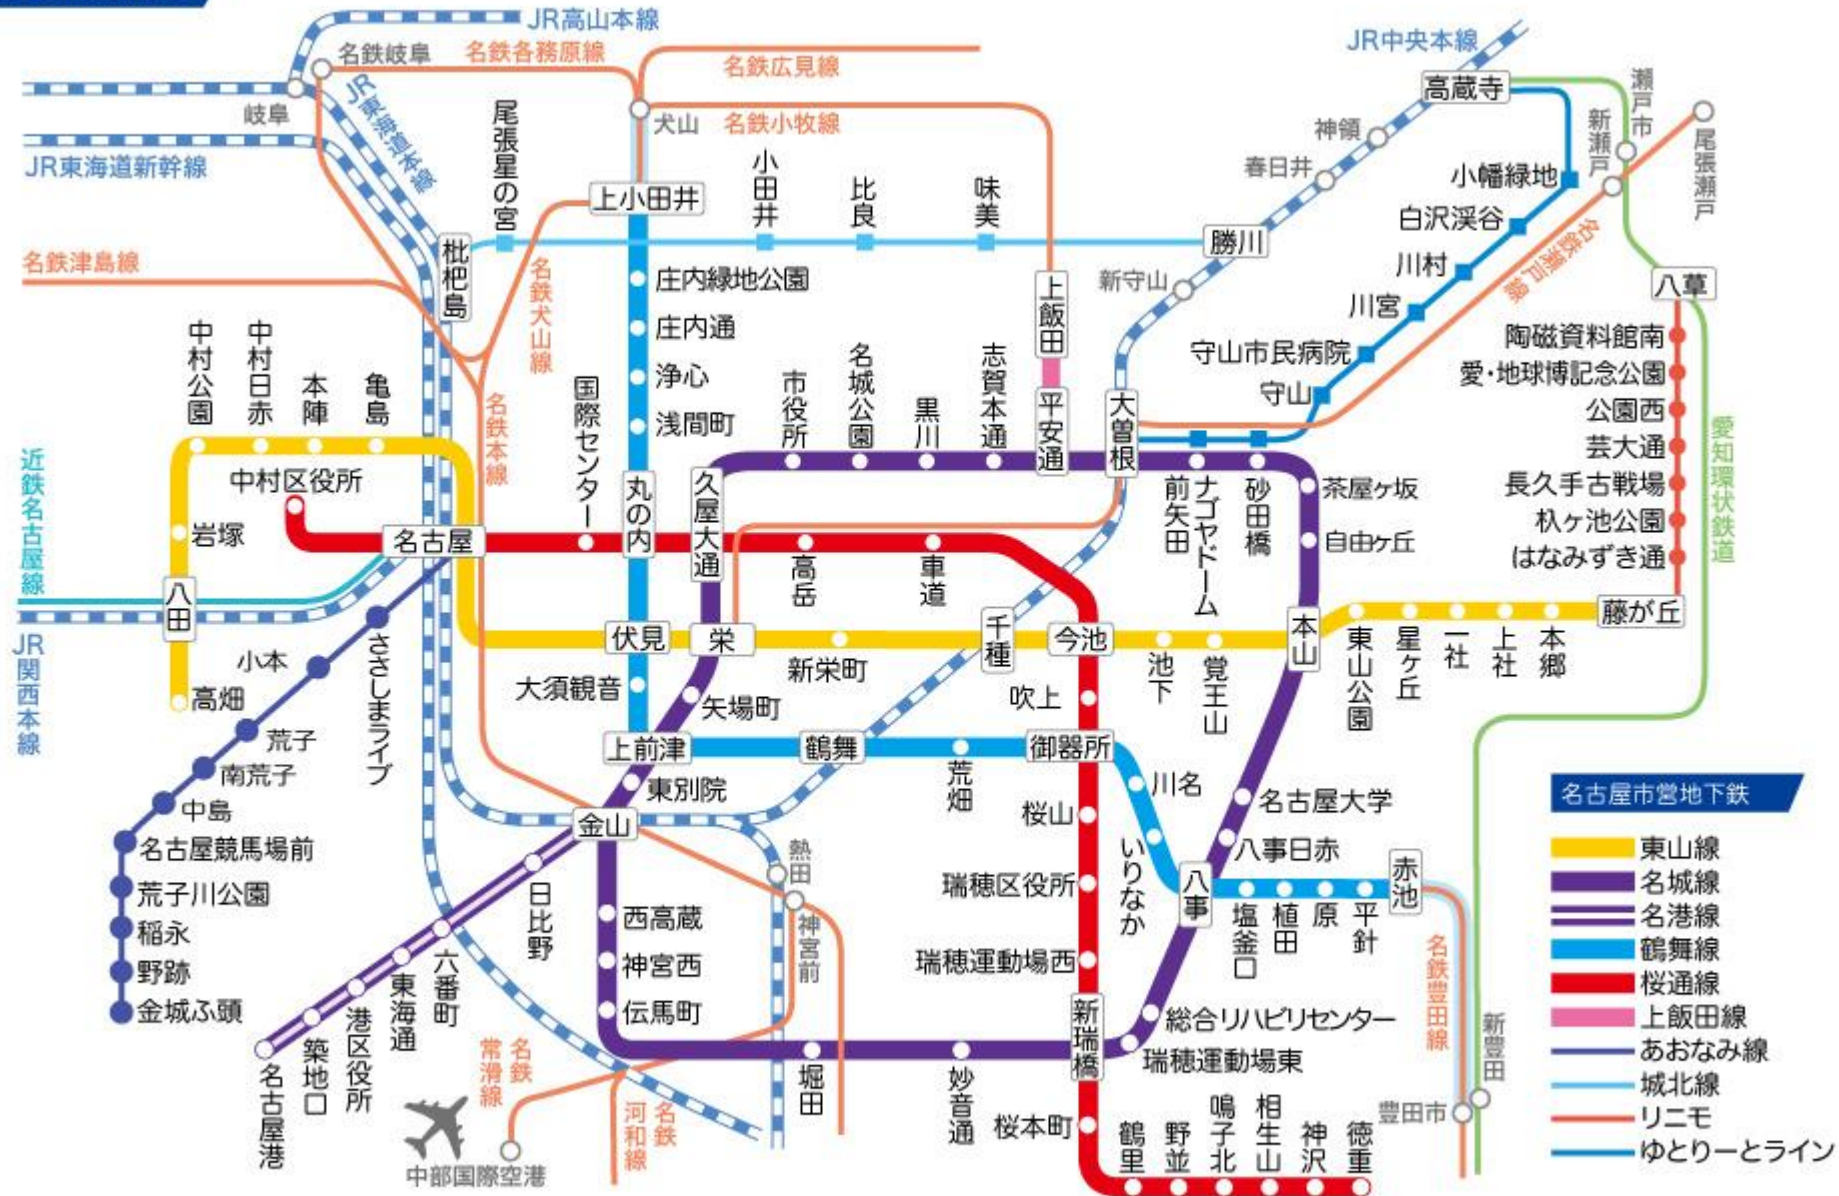 JR高山本線
名鉄岐阜
名鉄各務原線
名鉄広見線
JR中央本線
岐阜
JR東海道本線
犬山
名鉄小牧線
高蔵寺
瀬戸市
新瀬戸
尾張瀬戸
JR東海道新幹線
尾張星の宮
上小田井
小田井
比良
味美
神領
春日井
小幡緑地
白沢渓谷
名鉄瀬戸線
名鉄津島線
枇杷島
名鉄犬山線
勝川
新守山
川村
川宮
八草
庄内緑地公園
庄内通
浄心
浅間町
上飯田
守山市民病院
守山
陶磁資料館南
愛・地球博記念公園
公園西
芸大通
長久手古戦場
杁ヶ池公園
はなみずき通
愛知環状鉄道
中村公園
中村日赤
本陣
亀島
名鉄本線
国際センター
市役所
名城公園
黒川
志賀本通
平安通
大曽根
近鉄名古屋線
中村区役所
岩塚
名古屋
丸の内
久屋大通
高岳
車道
ナゴヤドーム
前矢田
砂田橋
茶屋ヶ坂
自由ヶ丘
八田
JR関西本線
高畑
小本
ささしまライブ
伏見
栄
新栄町
千種
今池
池下
覚王山
本山
東山公園
星ヶ丘
一社
上社
本郷
藤が丘
大須観音
矢場町
吹上
荒子
南荒子
中島
名古屋競馬場前
荒子川公園
稲永
野跡
金城ふ頭
上前津
鶴舞
荒畑
御器所
川名
東別院
金山
桜山
いりなか
名古屋大学
八事日赤
熱田
神宮前
日比野
六番町
東海通
港区役所
築地口
名古屋港
西高蔵
神宮西
伝馬町
瑞穂区役所
瑞穂運動場西
八事
塩釜口
植田
原
平針
赤池
名鉄豊田線
新豊田
豊田市
総合リハビリセンター
瑞穂運動場東
新瑞橋
堀田
妙音通
名鉄常滑線
名鉄河和線
中部国際空港
桜本町
鶴里
野並
鳴子北
相生山
神沢
徳重
名古屋市営地下鉄
東山線
名城線
名港線
鶴舞線
桜通線
上飯田線
あおなみ線
城北線
リニモ
ゆとりーとライン